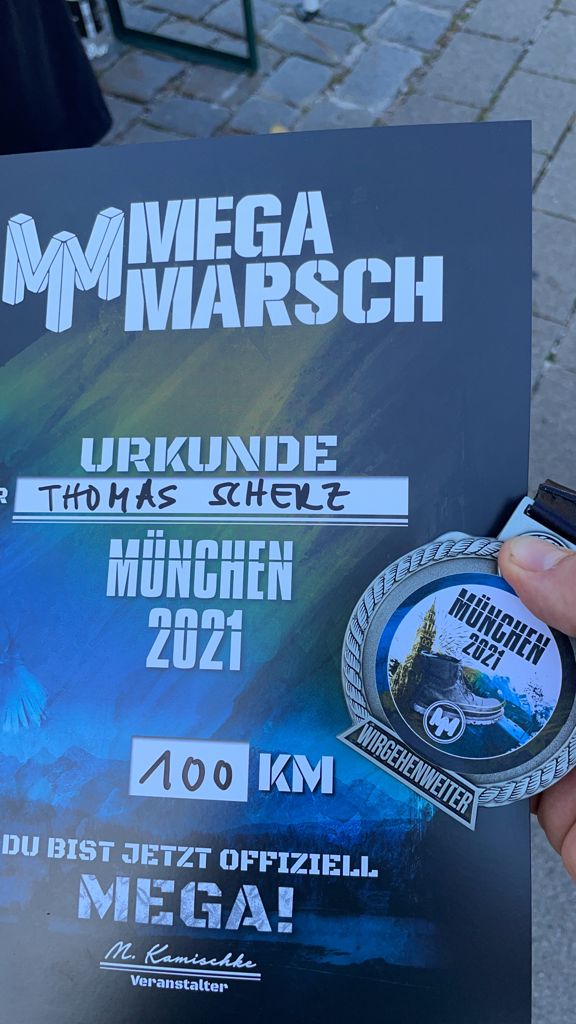 MEGA
MARSCH
URKUNDE
R THOMAS SCHERZ
MÜNCHEN
2021
100 KM
DU BIST JETZT OFFIZIELL
MEGA!
M. Kamischke
Veranstalter
MÜNCHEN
2021
WIRGEHENWEITER